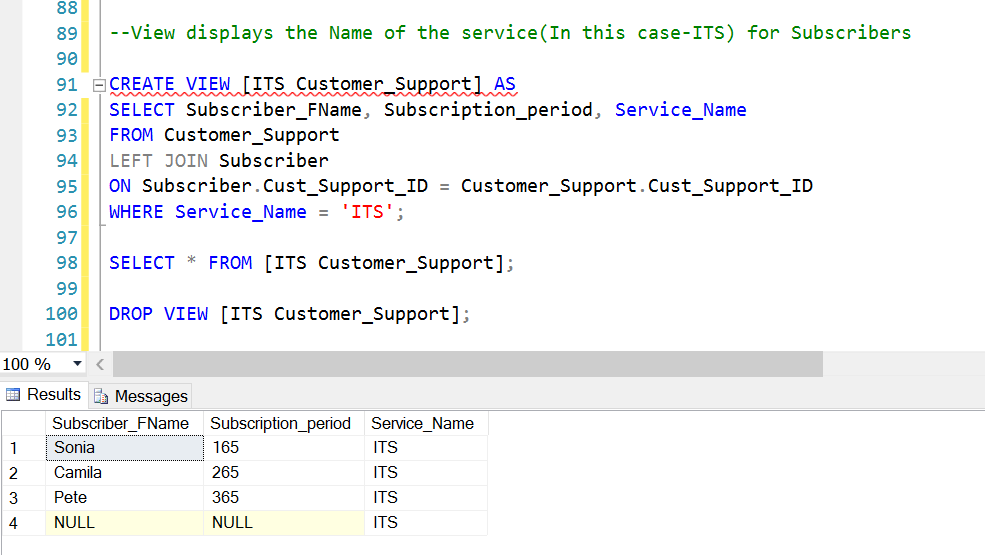 88
89 --View displays the Name of the service(In this case-ITS) for Subscribers
90
91 CREATE VIEW [ITS Customer_Support] AS
92 SELECT Subscriber_FName, Subscription_period, Service_Name
93 FROM Customer_Support
94 LEFT JOIN Subscriber
95 ON Subscriber.Cust_Support_ID = Customer_Support.Cust_Support_ID
96 WHERE Service_Name = 'ITS';
97
98 SELECT * FROM [ITS Customer_Support];
99
100 DROP VIEW [ITS Customer_Support];
101
100 %
Results Messages
Subscriber_FName Subscription_period Service_Name
1 Sonia 165 ITS
2 Camila 265 ITS
3 Pete 365 ITS
4 NULL NULL ITS